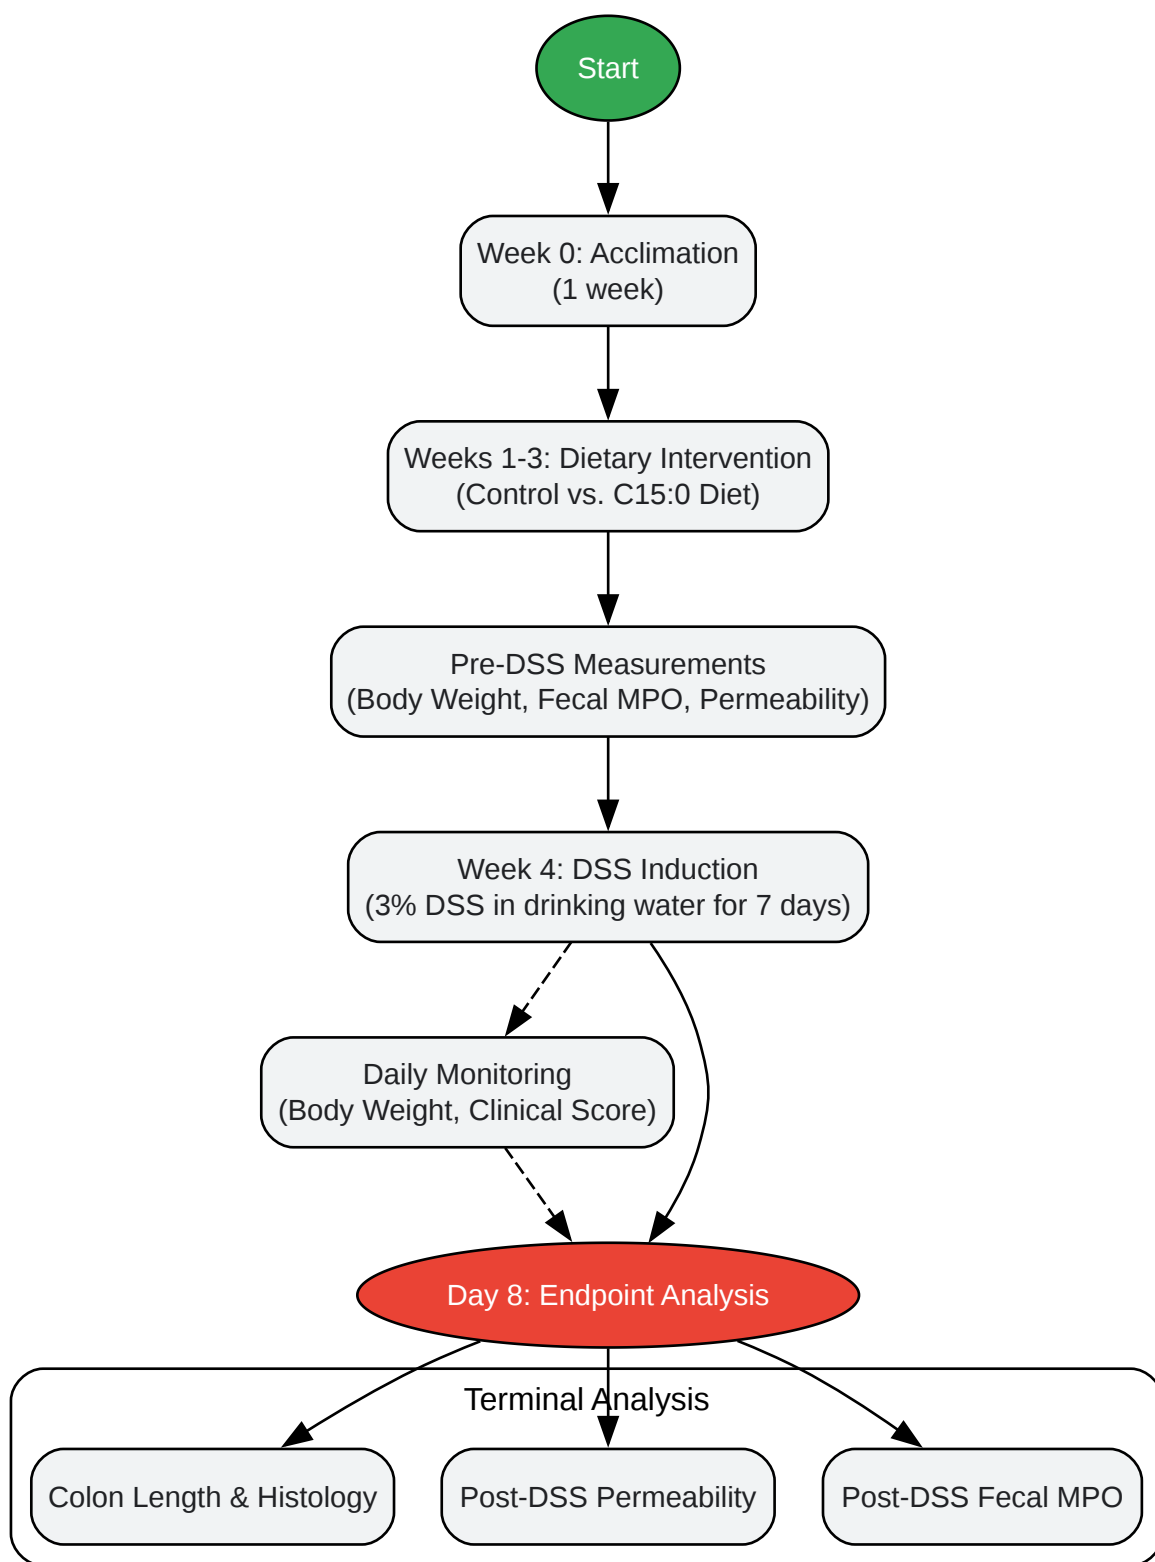 Start
Week 0: Acclimation
(1 week)
Weeks 1-3: Dietary Intervention
(Control vs. C15:0 Diet)
Pre-DSS Measurements
(Body Weight, Fecal MPO, Permeability)
Week 4: DSS Induction
(3% DSS in drinking water for 7 days)
Daily Monitoring
(Body Weight, Clinical Score)
Day 8: Endpoint Analysis
Terminal Analysis
Colon Length & Histology
Post-DSS Permeability
Post-DSS Fecal MPO